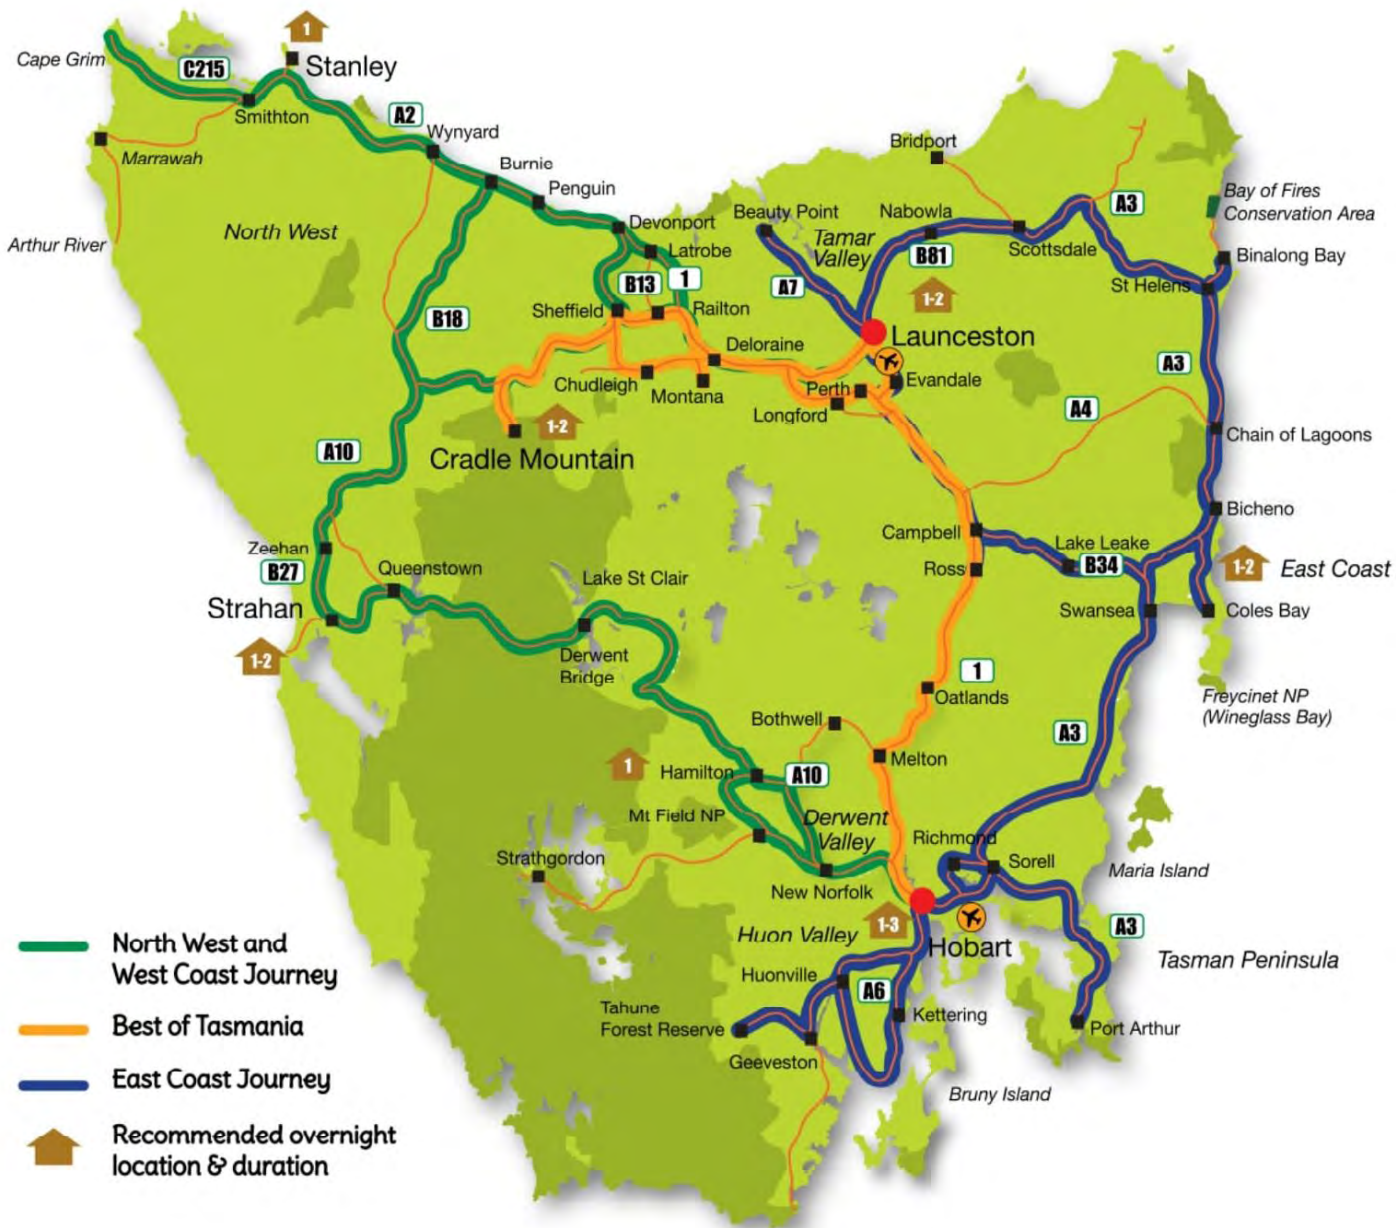 1
Cape Grim
C215
Stanley
Smithton
A2
Wynyard
Marrawah
Burnie
Penguin
Bridport
North West
Arthur River
Devonport
Latrobe
Beauty Point
Tamar
Valley
Nabowla
A3
Bay of Fires
Conservation Area
Scottsdale
B81
Binalong Bay
St Helens
B13
1
A7
1-2
Sheffield
Railton
B18
Launceston
Deloraine
A3
Chudleigh
Montana
Perth
Evandale
Longford
A4
1-2
Cradle Mountain
A10
Chain of Lagoons
Bicheno
Campbell
Lake Leake
Zeehan
B27
Queenstown
Lake St Clair
Ross
B34
1-2
East Coast
Strahan
Swansea
Coles Bay
1-2
Derwent
Bridge
1
Oatlands
Freycinet NP
(Wineglass Bay)
Bothwell
A3
Melton
1
Hamilton
A10
Mt Field NP
Derwent
Valley
Richmond
Sorell
Strathgordon
Maria Island
New Norfolk
1-3
Huon Valley
Hobart
A3
Tasman Peninsula
Huonville
A6
Tahune
Forest Reserve
Kettering
Port Arthur
Geeveston
Bruny Island
North West and
West Coast Journey
Best of Tasmania
East Coast Journey
Recommended overnight
location & duration